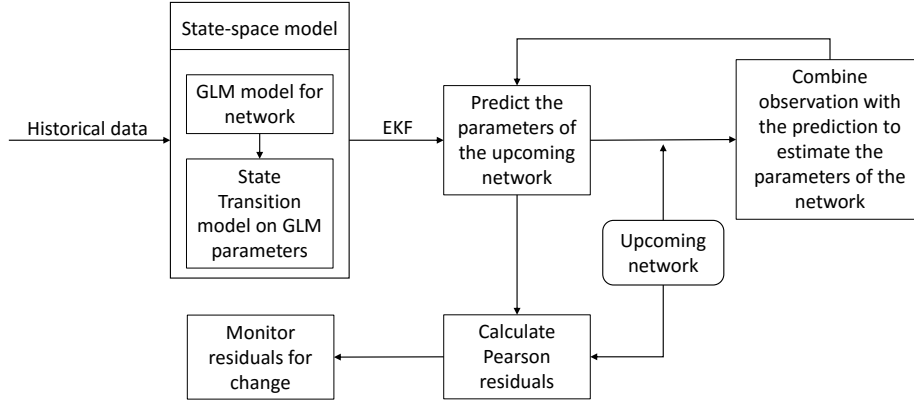 State-space model
GLM model for
network
State
Transition
model on GLM
parameters
Historical data
EKF
Predict the
parameters of
the upcoming
network
Combine
observation with
the prediction to
estimate the
parameters of the
network
Upcoming
network
Monitor
residuals for
change
Calculate
Pearson
residuals